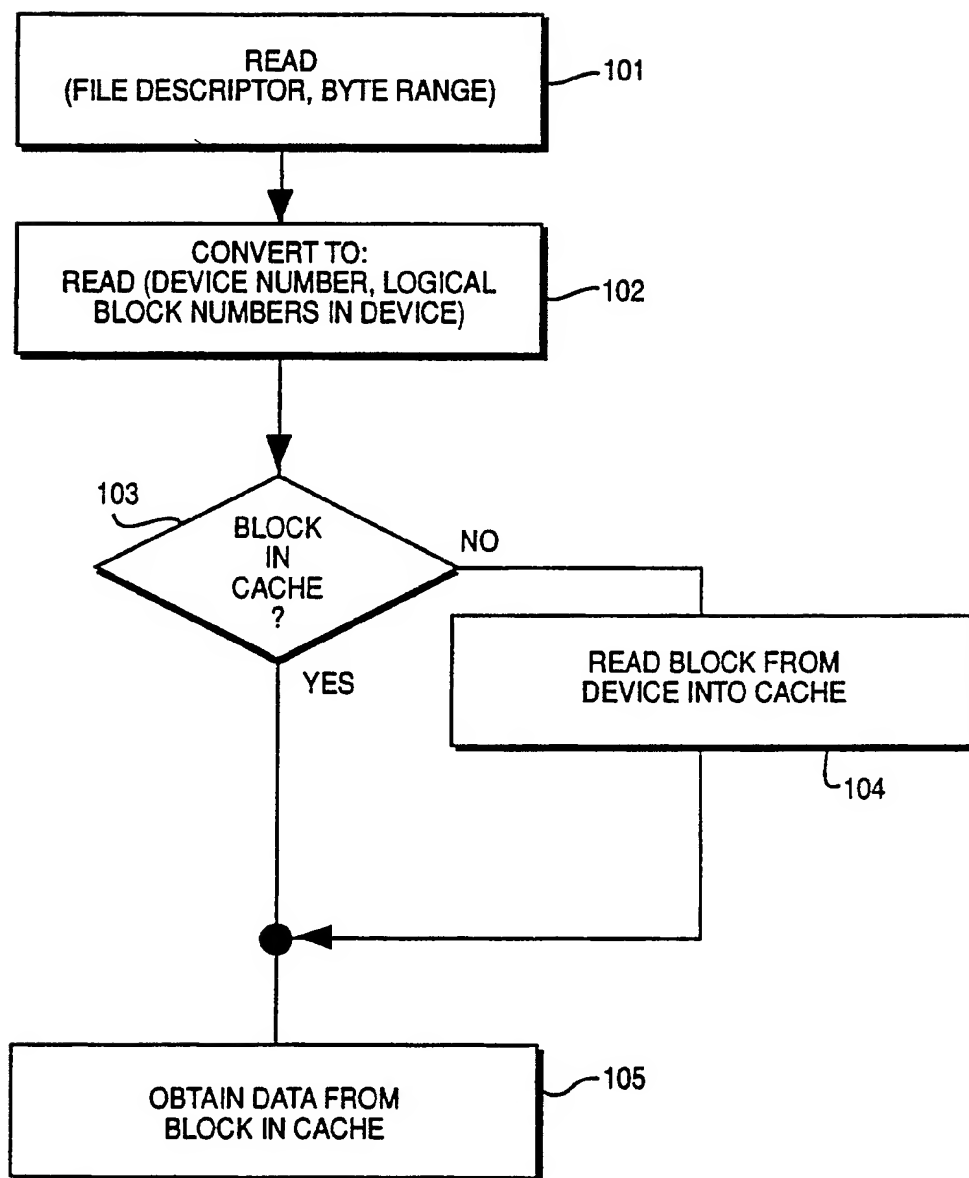 READ
(FILE DESCRIPTOR, BYTE RANGE)
101
CONVERT TO:
READ (DEVICE NUMBER, LOGICAL
BLOCK NUMBERS IN DEVICE)
102
103
BLOCK
IN
CACHE
?
NO
YES
READ BLOCK FROM
DEVICE INTO CACHE
104
OBTAIN DATA FROM
BLOCK IN CACHE
105